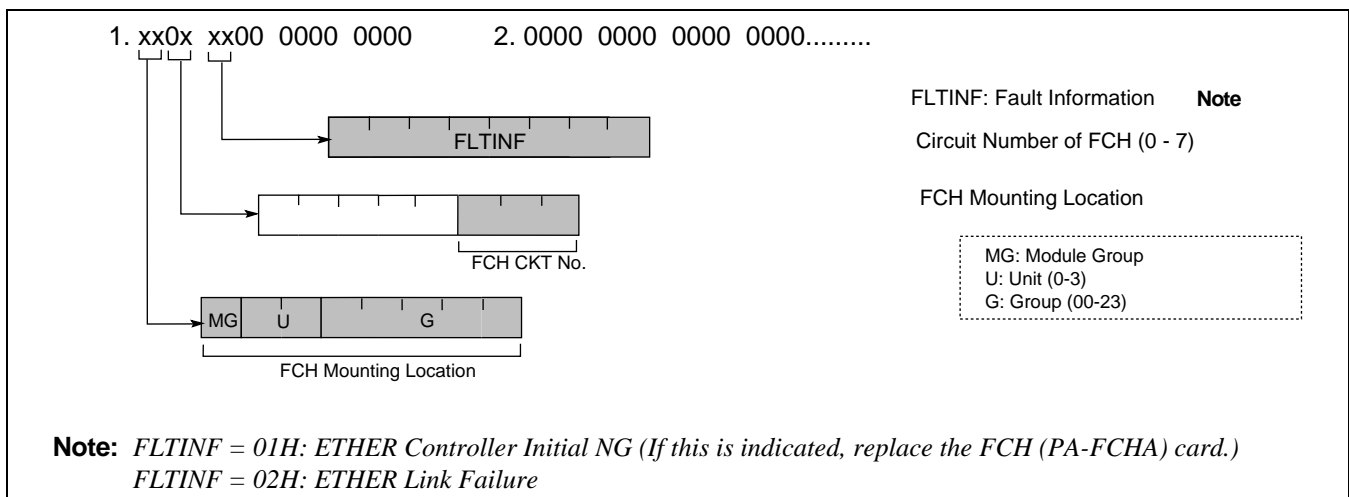 1. xx0x xx00 0000 0000 2. 0000 0000 0000 0000.........
FLTINF: Fault Information Note
FLTINF
Circuit Number of FCH (0 - 7)
FCH Mounting Location
FCH CKT No.
MG: Module Group
U: Unit (0-3)
G: Group (00-23)
MG U G
FCH Mounting Location
Note: FLTINF = 01H: ETHER Controller Initial NG (If this is indicated, replace the FCH (PA-FCHA) card.)
FLTINF = 02H: ETHER Link Failure